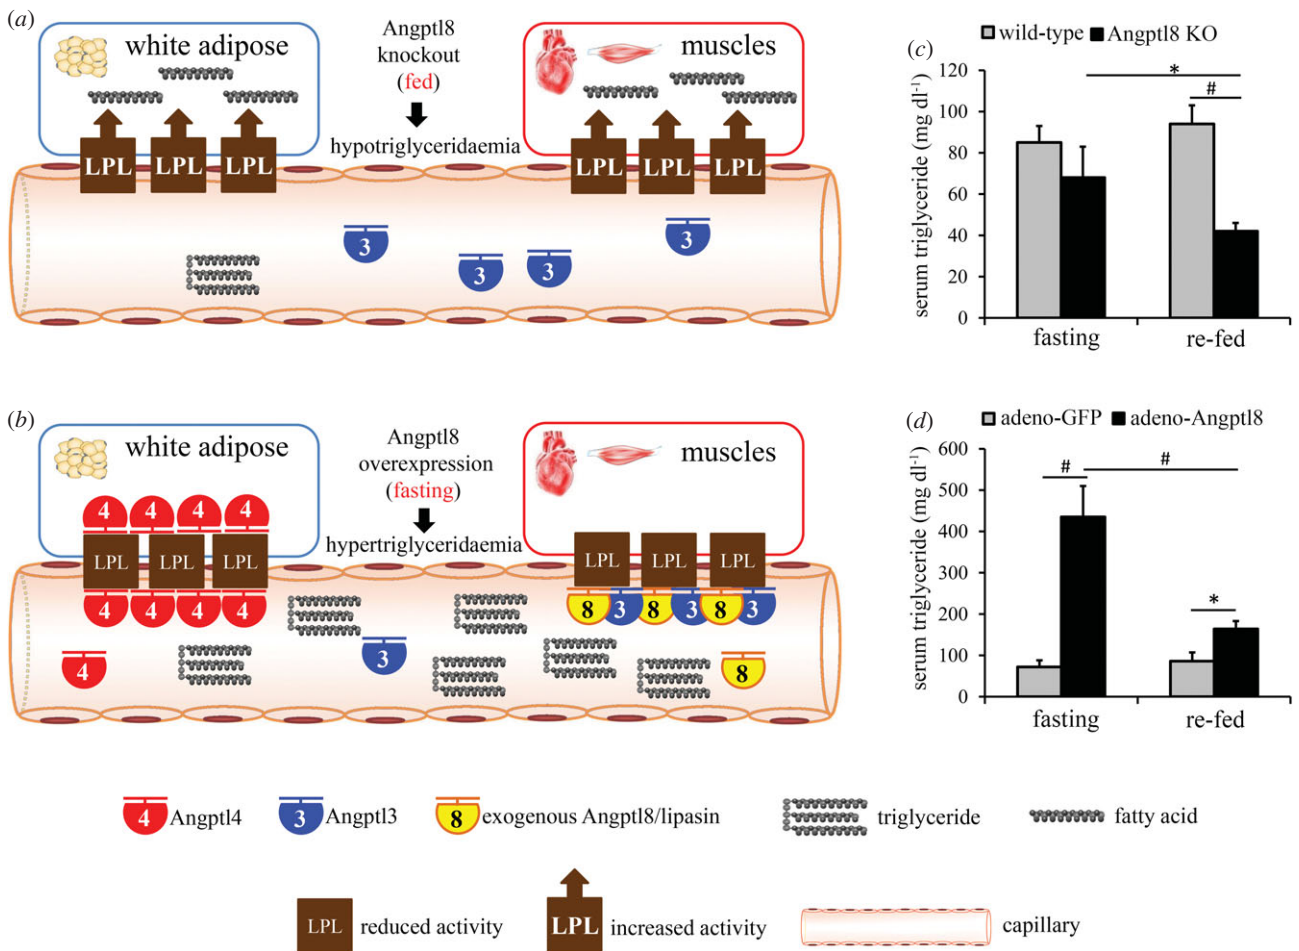 (a)
white adipose
Angptl8
knockout
(fed)
hypotriglyceridaemia
muscles
LPL LPL LPL
LPL LPL LPL
3 3 3 3
(c)
wild-type Angptl8 KO
serum triglyceride (mg dl⁻¹)
120
100
80
60
40
20
0
*
#
fasting re-fed
(b)
white adipose
Angptl8
overexpression
(fasting)
hypertriglyceridaemia
muscles
4 4 4 4
LPL LPL LPL
4 4 4 4
LPL LPL LPL
8 3 8 3 8 3
4 3 8
(d)
adeno-GFP adeno-Angptl8
serum triglyceride (mg dl⁻¹)
600
500
400
300
200
100
0
# #
*
fasting re-fed
4 Angptl4 3 Angptl3 8 exogenous Angptl8/lipasin triglyceride fatty acid
LPL reduced activity LPL increased activity capillary